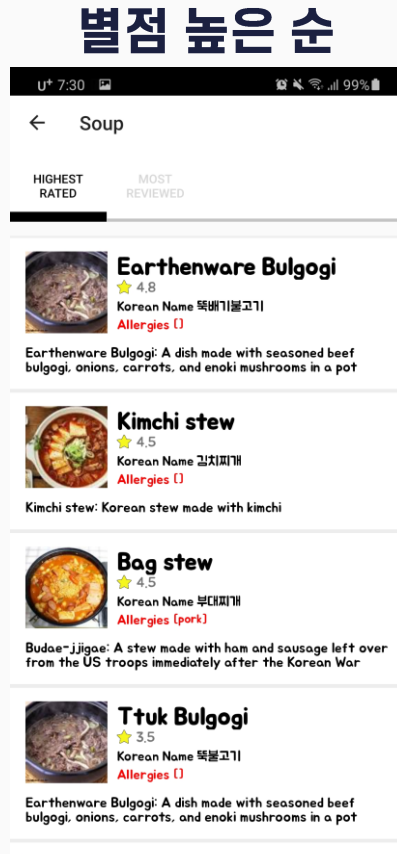 별점 높은 순
U⁺ 7:30 99%
Soup
HIGHEST
RATED
MOST
REVIEWED
Earthenware Bulgogi
4.8
Korean Name 뚝배기불고기
Allergies []
Earthenware Bulgogi: A dish made with seasoned beef
bulgogi, onions, carrots, and enoki mushrooms in a pot
Kimchi stew
4.5
Korean Name 김치찌개
Allergies []
Kimchi stew: Korean stew made with kimchi
Bag stew
4.5
Korean Name 부대찌개
Allergies [pork]
Budae-jjigae: A stew made with ham and sausage left over
from the US troops immediately after the Korean War
Ttuk Bulgogi
3.5
Korean Name 뚝불고기
Allergies []
Earthenware Bulgogi: A dish made with seasoned beef
bulgogi, onions, carrots, and enoki mushrooms in a pot